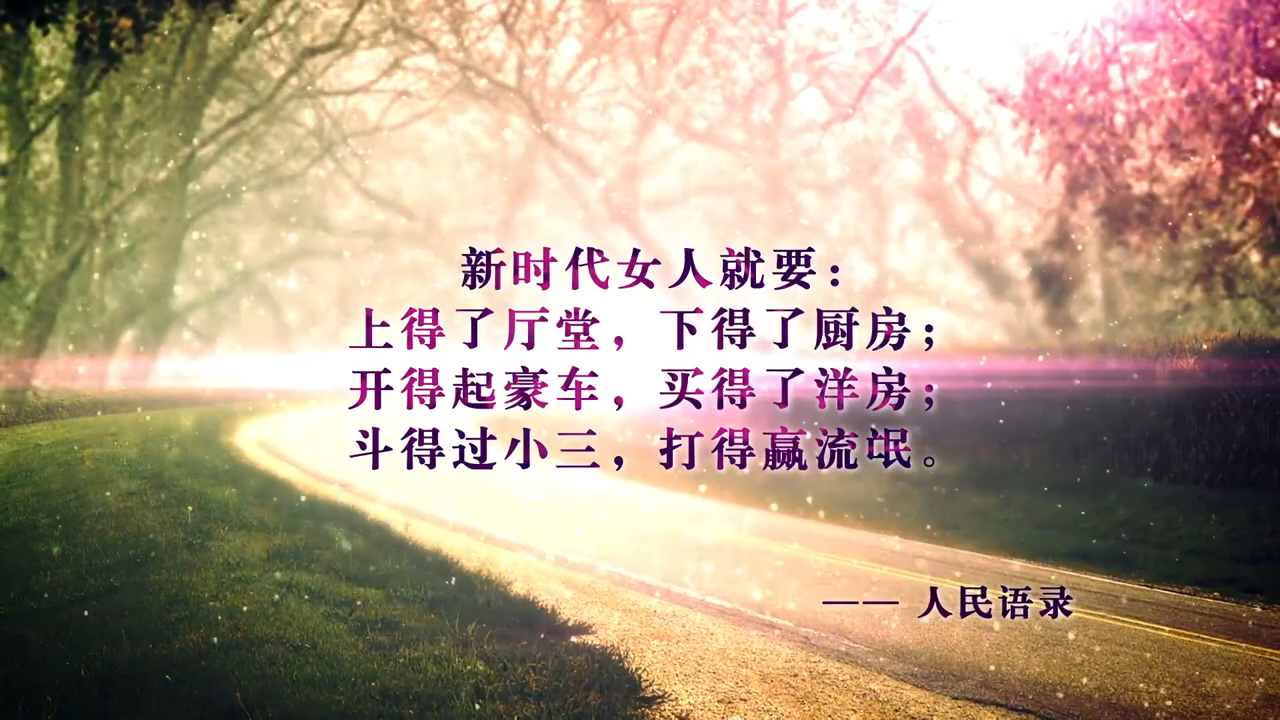 新时代女人就要：
上得了厅堂，下得了厨房；
开得起豪车，买得了洋房；
斗得过小三，打得赢流氓。
—— 人民语录